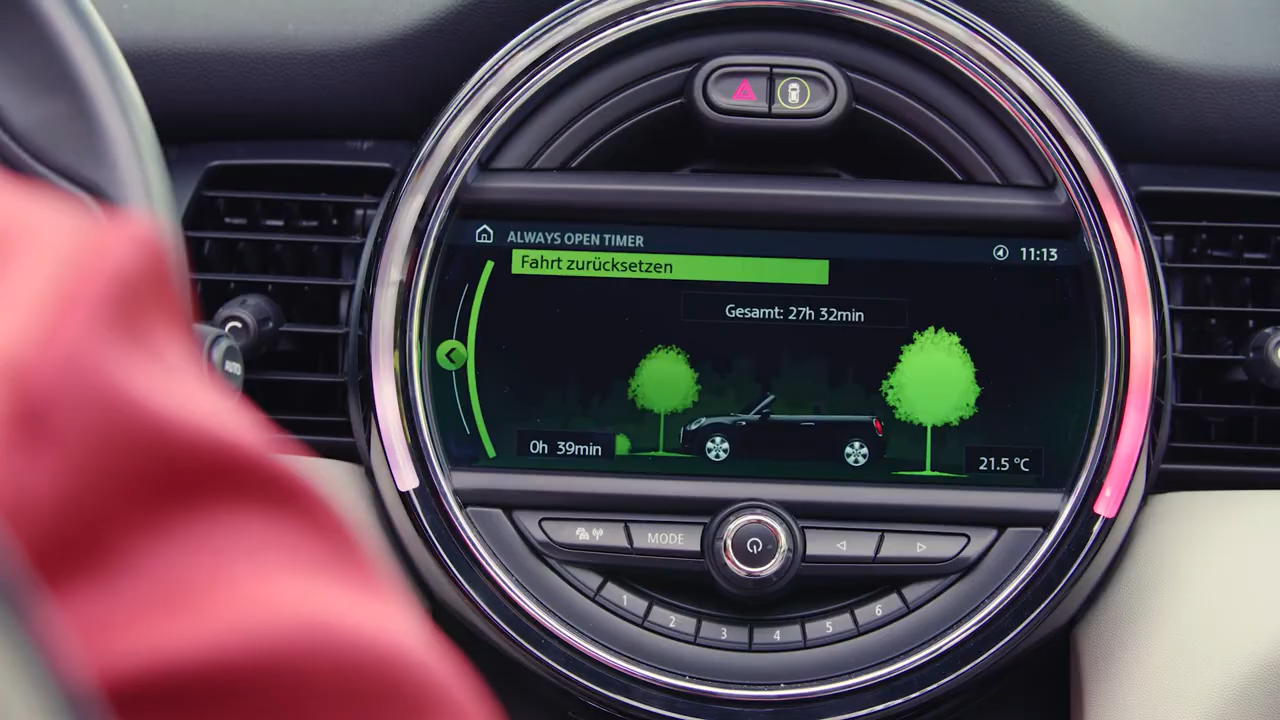 ALWAYS OPEN TIMER
11:13
Fahrt zurücksetzen
Gesamt: 27h 32min
0h 39min
21.5 °C
AUTO
MODE
1
2
3
4
5
6